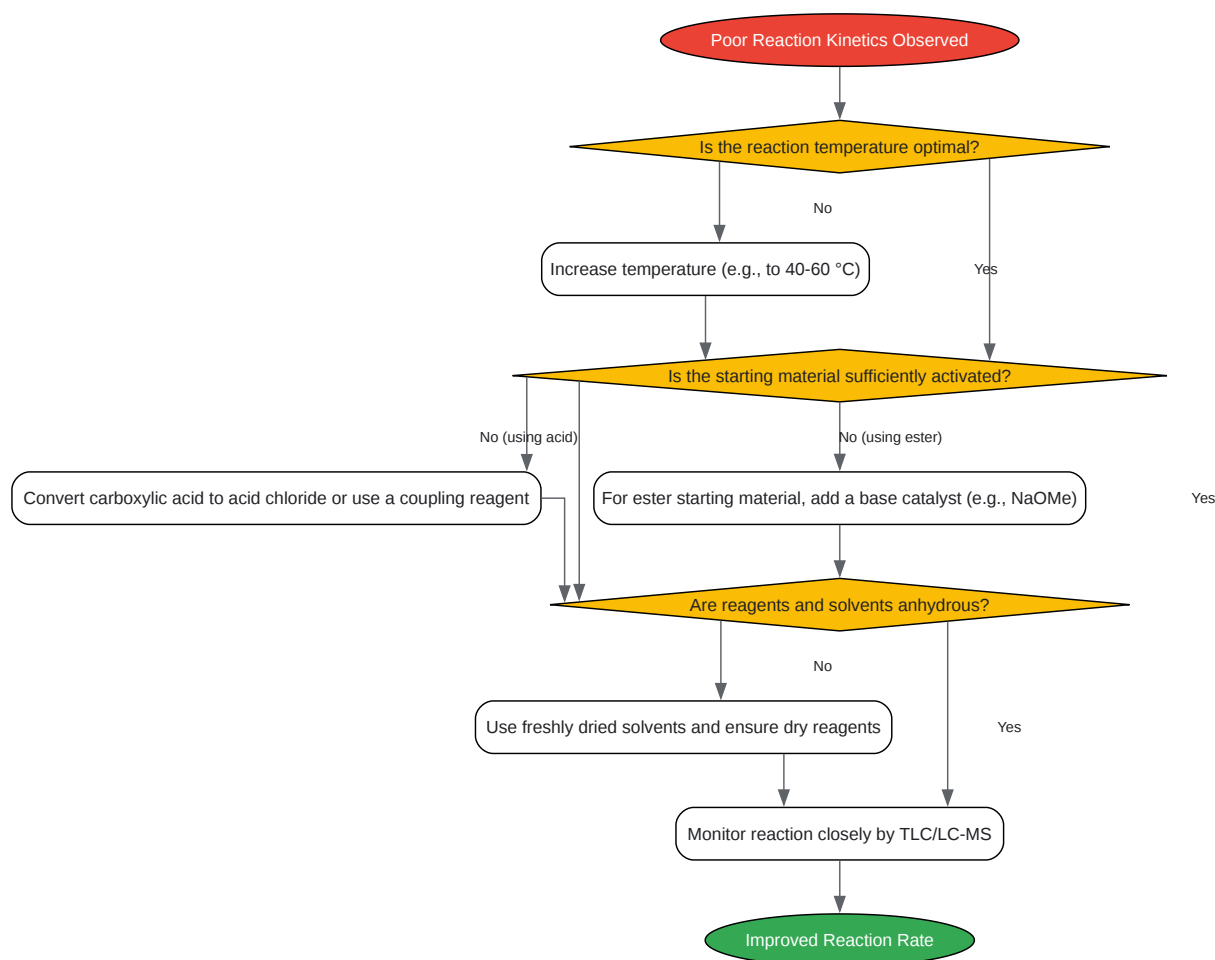 Poor Reaction Kinetics Observed
Is the reaction temperature optimal?
No
Increase temperature (e.g., to 40-60 °C)
Yes
Is the starting material sufficiently activated?
No (using acid)
No (using ester)
Convert carboxylic acid to acid chloride or use a coupling reagent
For ester starting material, add a base catalyst (e.g., NaOMe)
Yes
Are reagents and solvents anhydrous?
No
Use freshly dried solvents and ensure dry reagents
Yes
Monitor reaction closely by TLC/LC-MS
Improved Reaction Rate